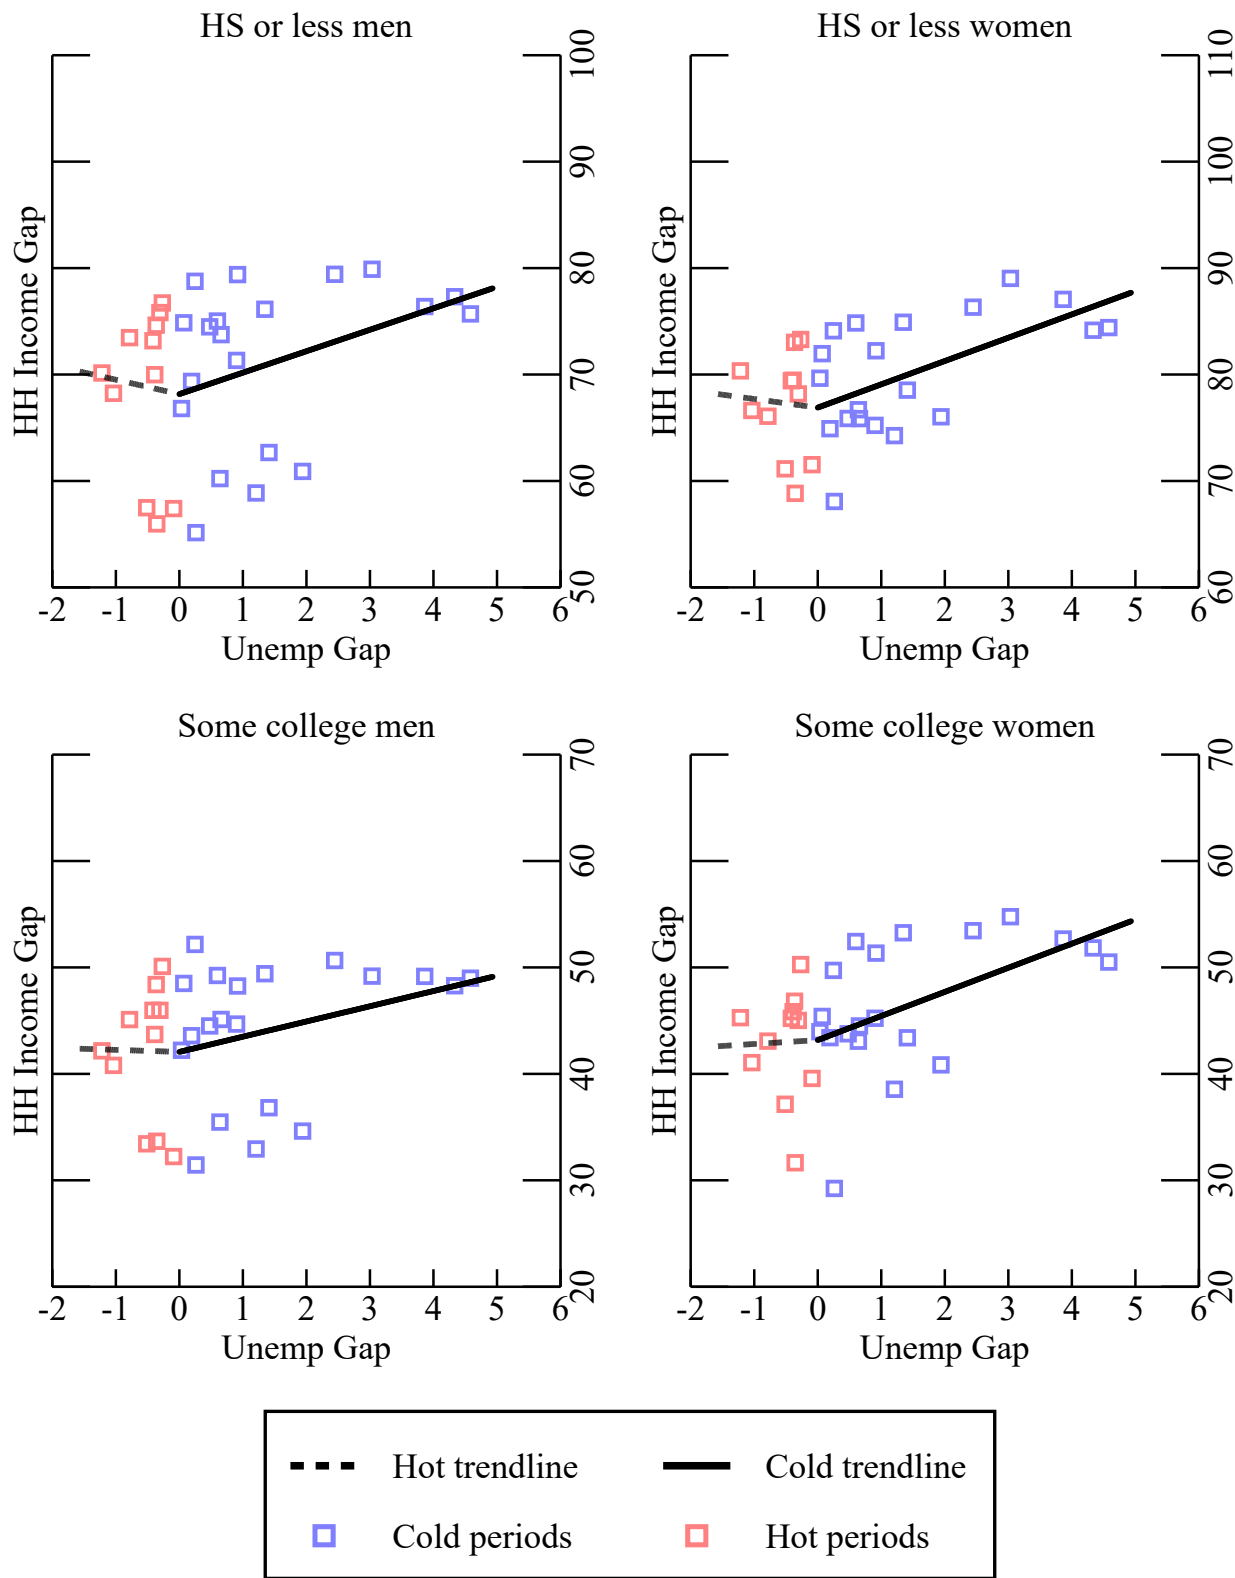 HS or less men
HH Income Gap
50 60 70 80 90 100
-2 -1 0 1 2 3 4 5 6
Unemp Gap
HS or less women
HH Income Gap
60 70 80 90 100 110
-2 -1 0 1 2 3 4 5 6
Unemp Gap
Some college men
HH Income Gap
20 30 40 50 60 70
-2 -1 0 1 2 3 4 5 6
Unemp Gap
Some college women
HH Income Gap
20 30 40 50 60 70
-2 -1 0 1 2 3 4 5 6
Unemp Gap
Hot trendline
Cold trendline
Cold periods
Hot periods